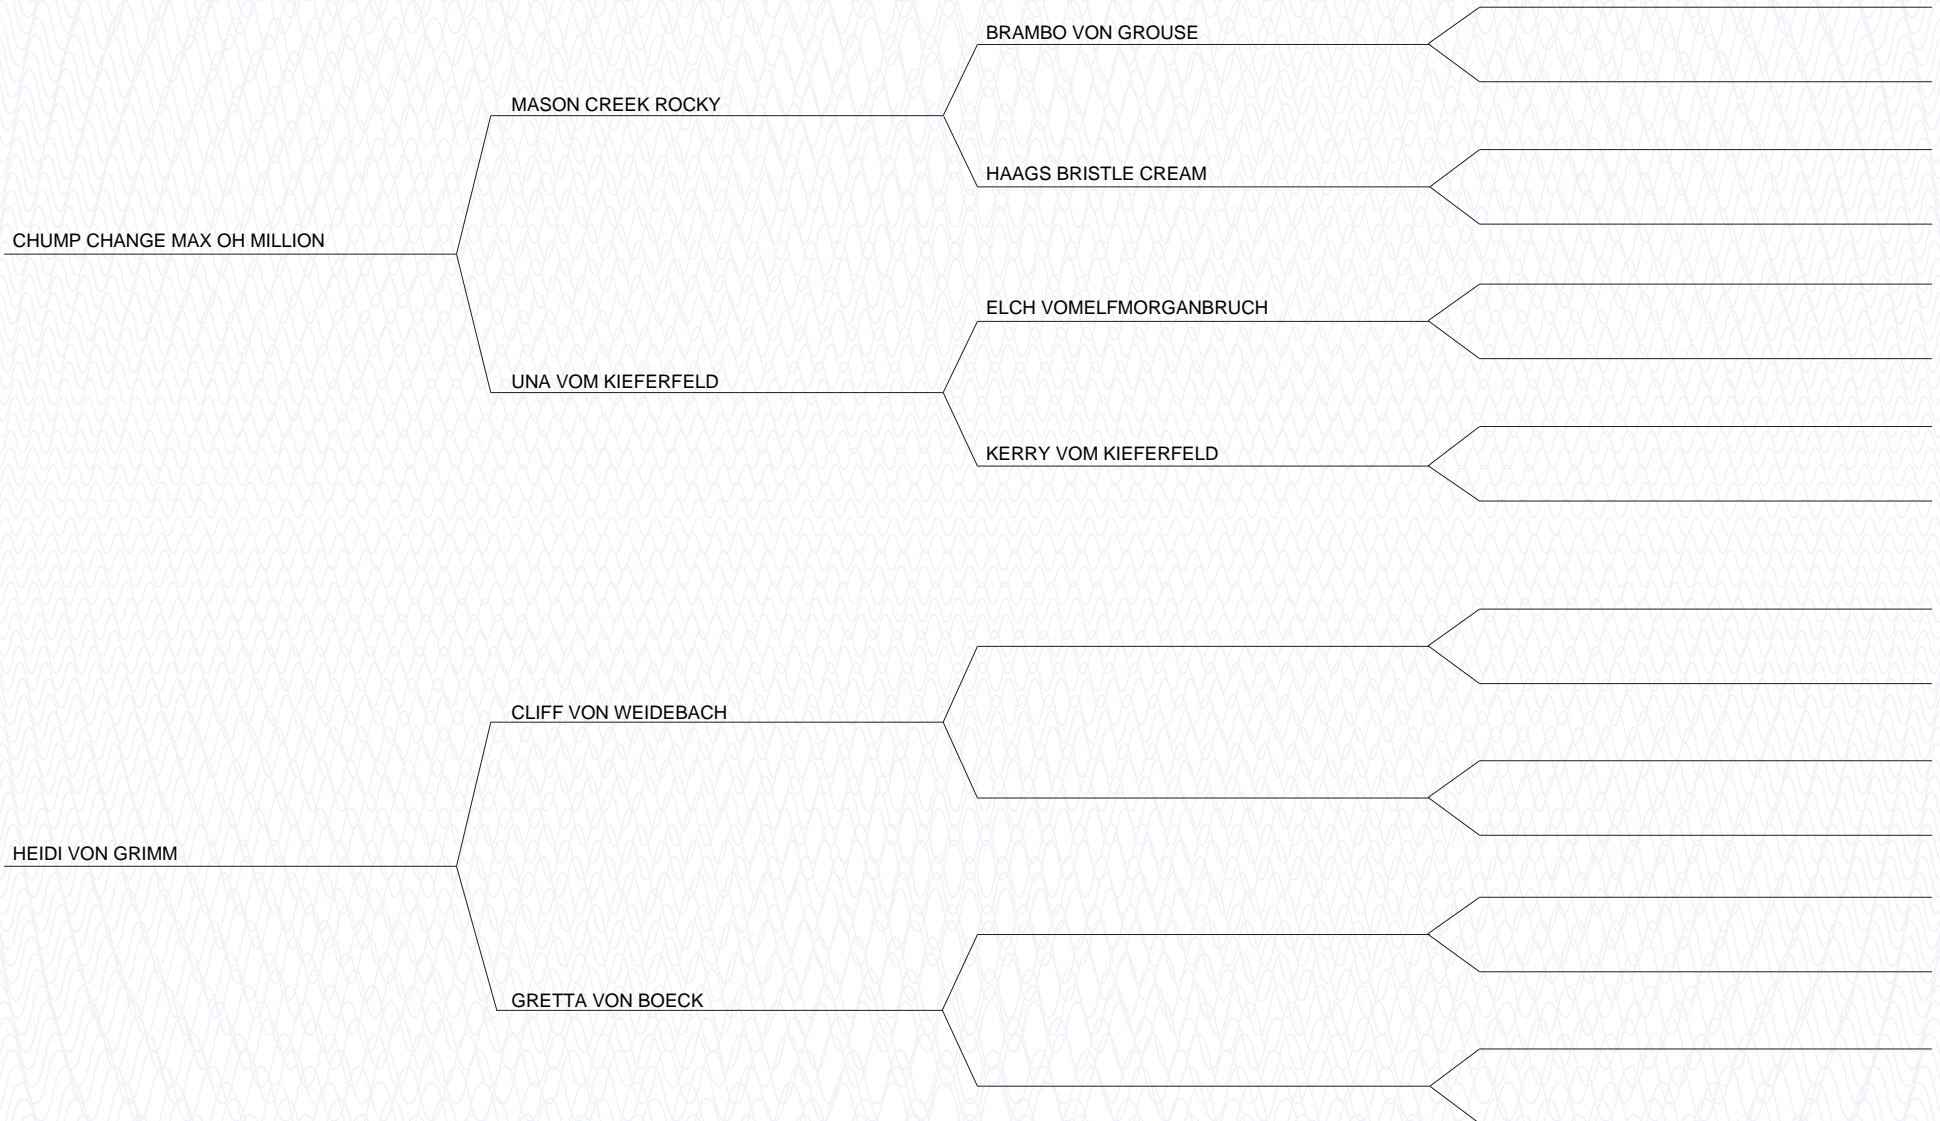 BRAMBO VON GROUSE
MASON CREEK ROCKY
HAAGS BRISTLE CREAM
CHUMP CHANGE MAX OH MILLION
ELCH VOMELFMORGANBRUCH
UNA VOM KIEFERFELD
KERRY VOM KIEFERFELD
CLIFF VON WEIDEBACH
HEIDI VON GRIMM
GRETTA VON BOECK